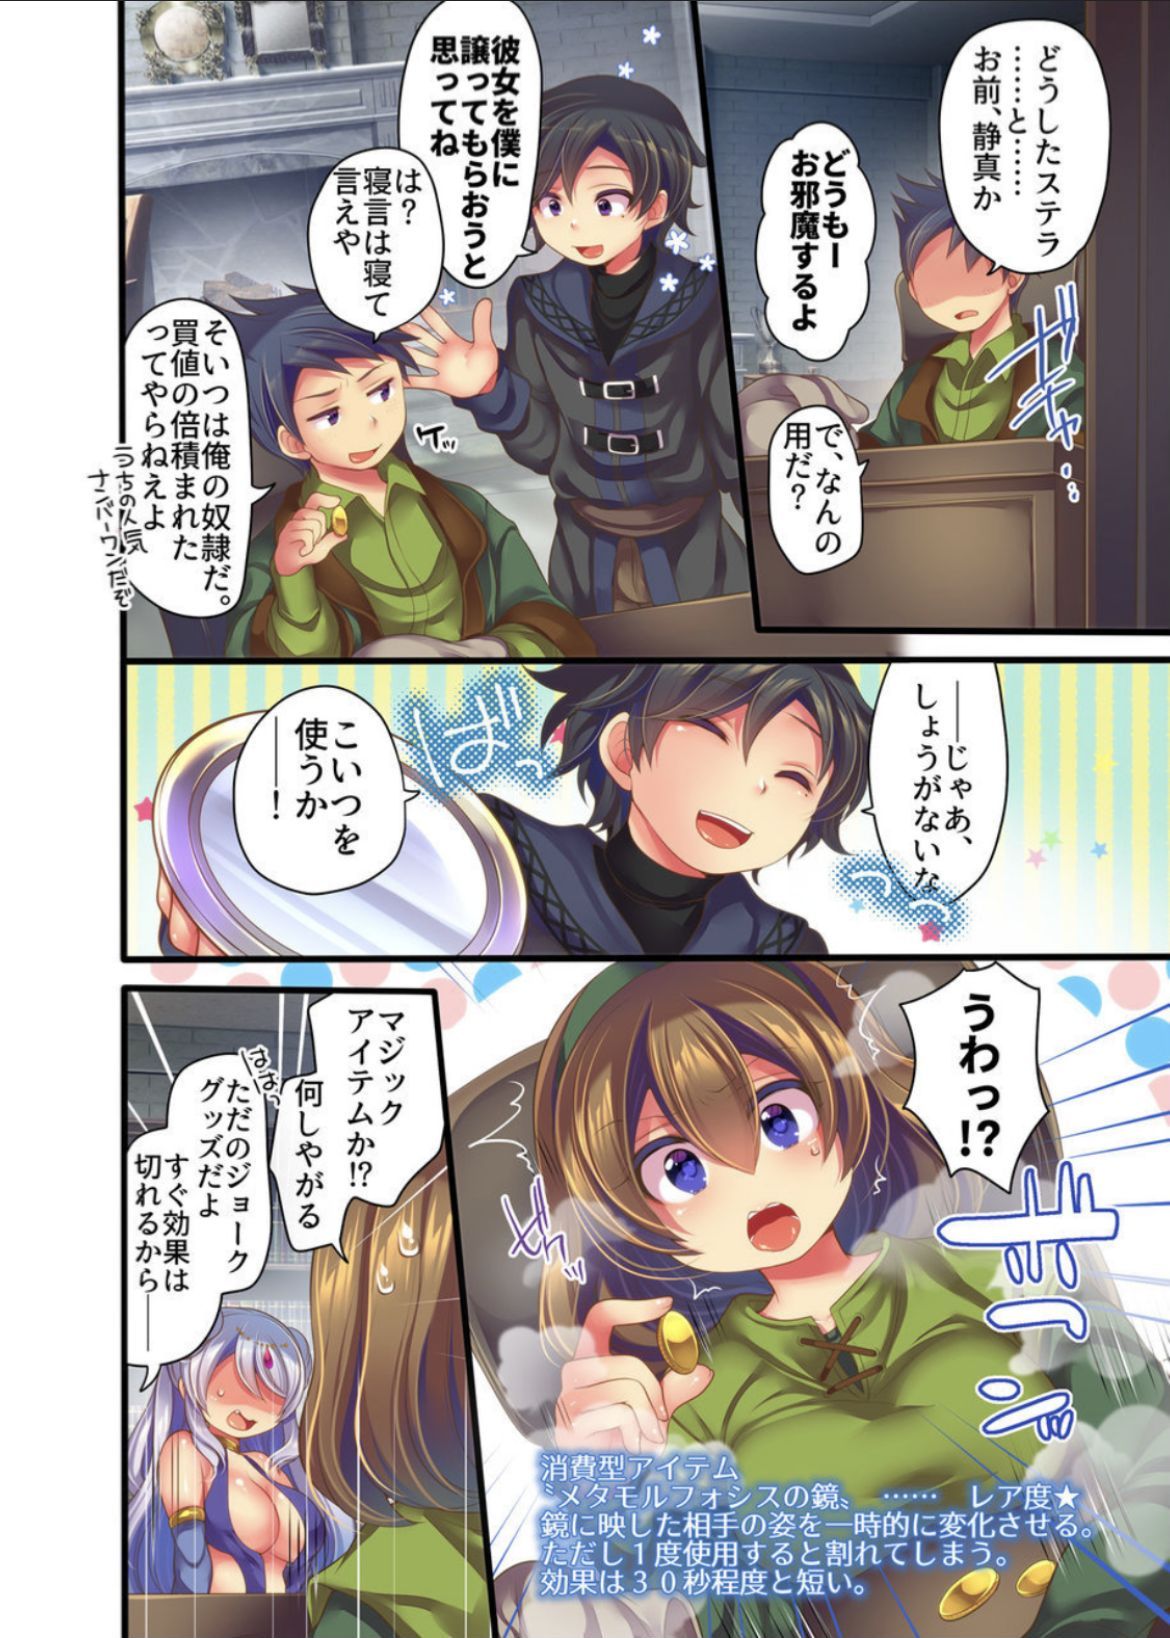 どうしたステラ
……と……
お前、静真か
どうもー
お邪魔するよ
ギギャ…
で、なんの
用だ?
彼女を僕に
譲ってもらおうと
思ってね
は?
寝言は寝て
言えや
ケッ
そいつは俺の奴隷だ。
買値の倍積まれた
ってやらねえよ
うちの人気
ナンバーワンだぞ
――じゃあ、
しょうがないな
ばっ
こいつを
使うか
――!
うわっ!?
ボンッ
消費型アイテム
〝メタモルフォシスの鏡〟 …… レア度★
鏡に映した相手の姿を一時的に変化させる。
ただし1度使用すると割れてしまう。
効果は30秒程度と短い。
マジック
アイテムか!?
何しやがる
ははっ
ただのジョーク
グッズだよ
すぐ効果は
切れるから――